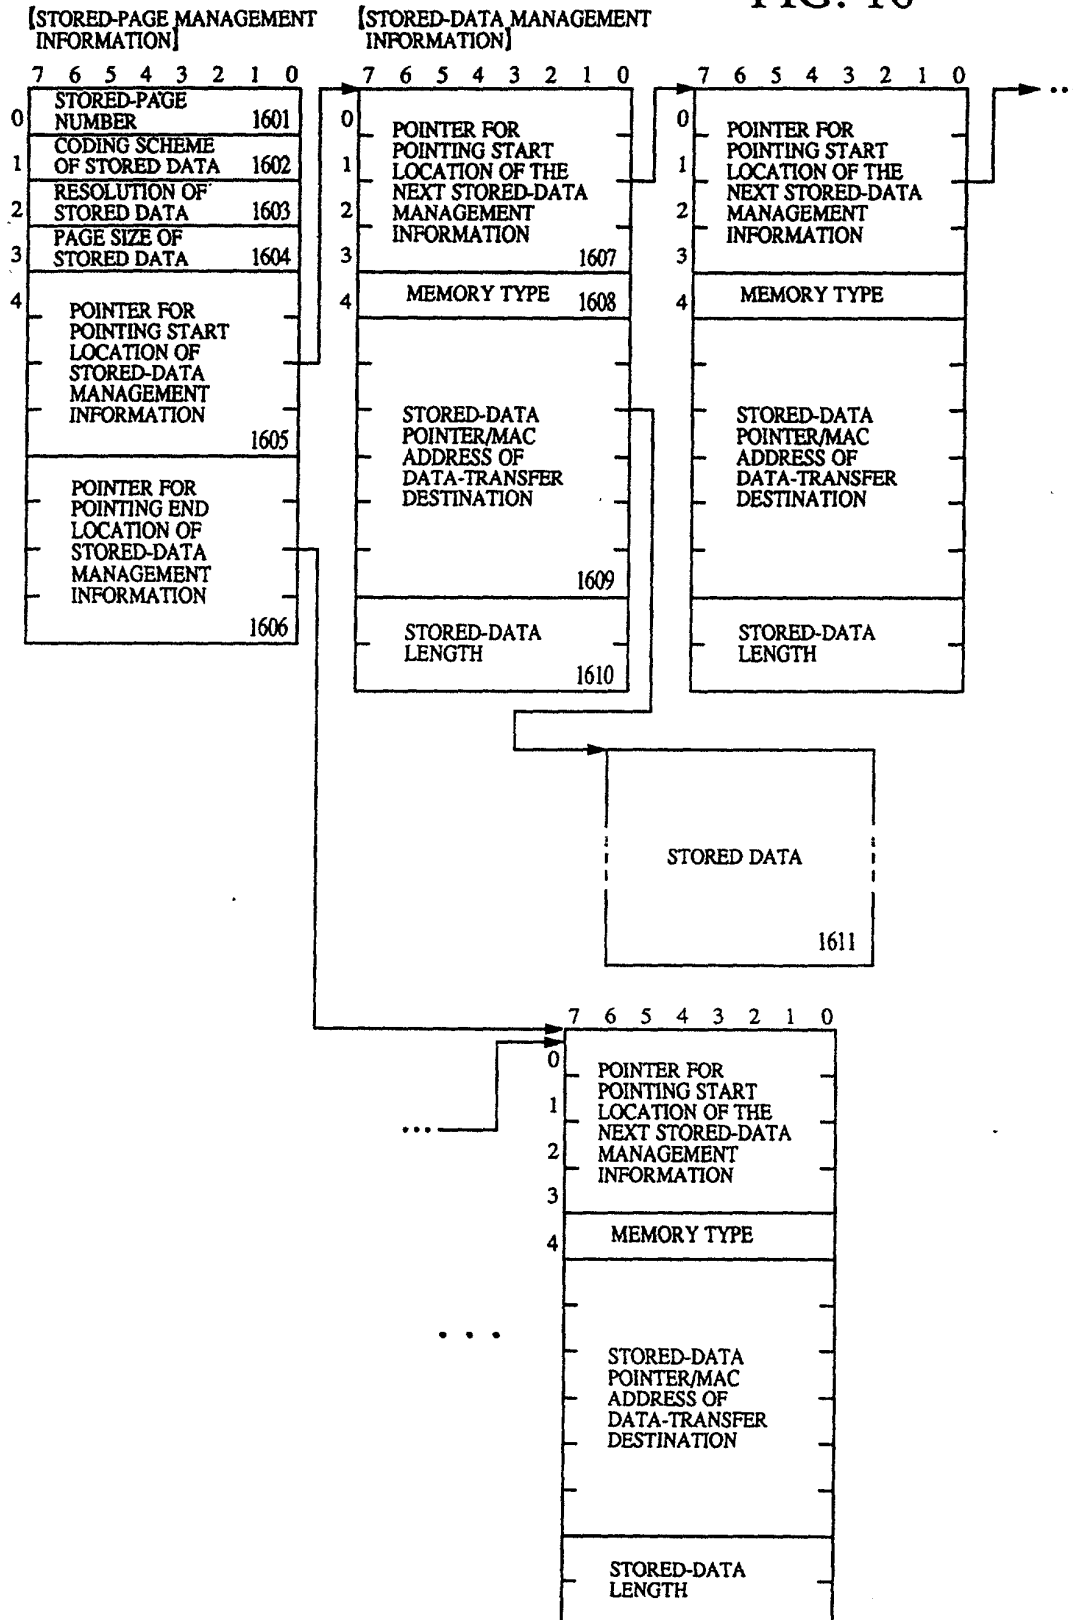 FIG. 16
[STORED-PAGE MANAGEMENT
INFORMATION]
7 6 5 4 3 2 1 0
0
STORED-PAGE
NUMBER 1601
1
CODING SCHEME
OF STORED DATA 1602
2
RESOLUTION OF
STORED DATA 1603
3
PAGE SIZE OF
STORED DATA 1604
4
POINTER FOR
POINTING START
LOCATION OF
STORED-DATA
MANAGEMENT
INFORMATION
1605
POINTER FOR
POINTING END
LOCATION OF
STORED-DATA
MANAGEMENT
INFORMATION
1606
[STORED-DATA MANAGEMENT
INFORMATION]
7 6 5 4 3 2 1 0
0
1
2
3
POINTER FOR
POINTING START
LOCATION OF THE
NEXT STORED-DATA
MANAGEMENT
INFORMATION
1607
4
MEMORY TYPE 1608
STORED-DATA
POINTER/MAC
ADDRESS OF
DATA-TRANSFER
DESTINATION
1609
STORED-DATA
LENGTH
1610
7 6 5 4 3 2 1 0
0
1
2
3
POINTER FOR
POINTING START
LOCATION OF THE
NEXT STORED-DATA
MANAGEMENT
INFORMATION
4
MEMORY TYPE
STORED-DATA
POINTER/MAC
ADDRESS OF
DATA-TRANSFER
DESTINATION
STORED-DATA
LENGTH
STORED DATA
1611
7 6 5 4 3 2 1 0
0
1
2
3
POINTER FOR
POINTING START
LOCATION OF THE
NEXT STORED-DATA
MANAGEMENT
INFORMATION
4
MEMORY TYPE
STORED-DATA
POINTER/MAC
ADDRESS OF
DATA-TRANSFER
DESTINATION
STORED-DATA
LENGTH